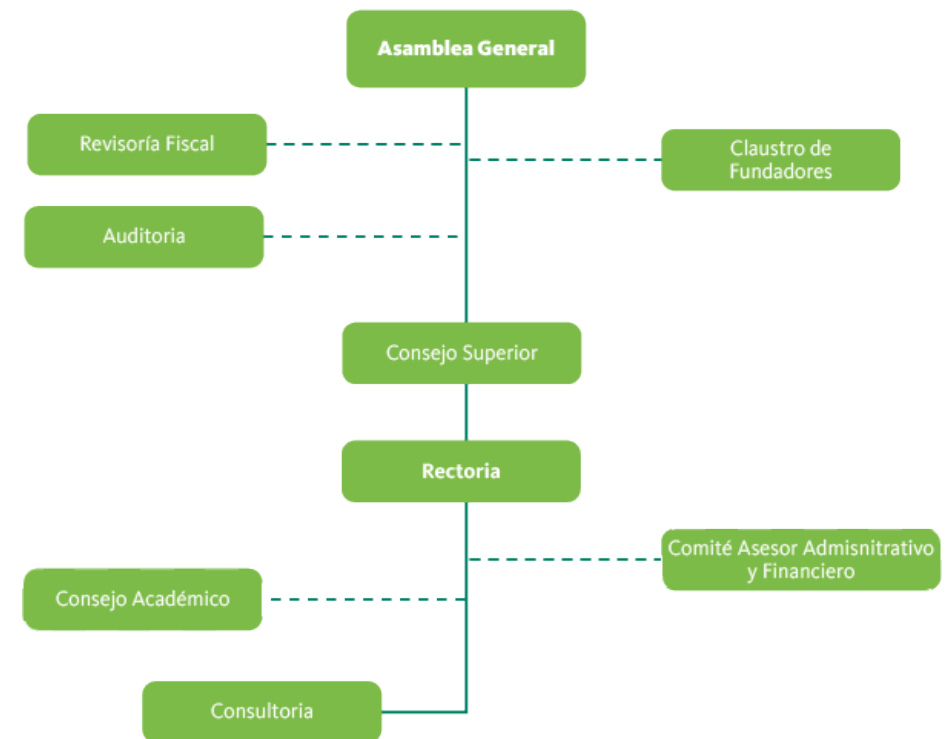 Asamblea General
Revisoría Fiscal
Claustro de
Fundadores
Auditoria
Consejo Superior
Rectoria
Comité Asesor Admisnitrativo
y Financiero
Consejo Académico
Consultoria